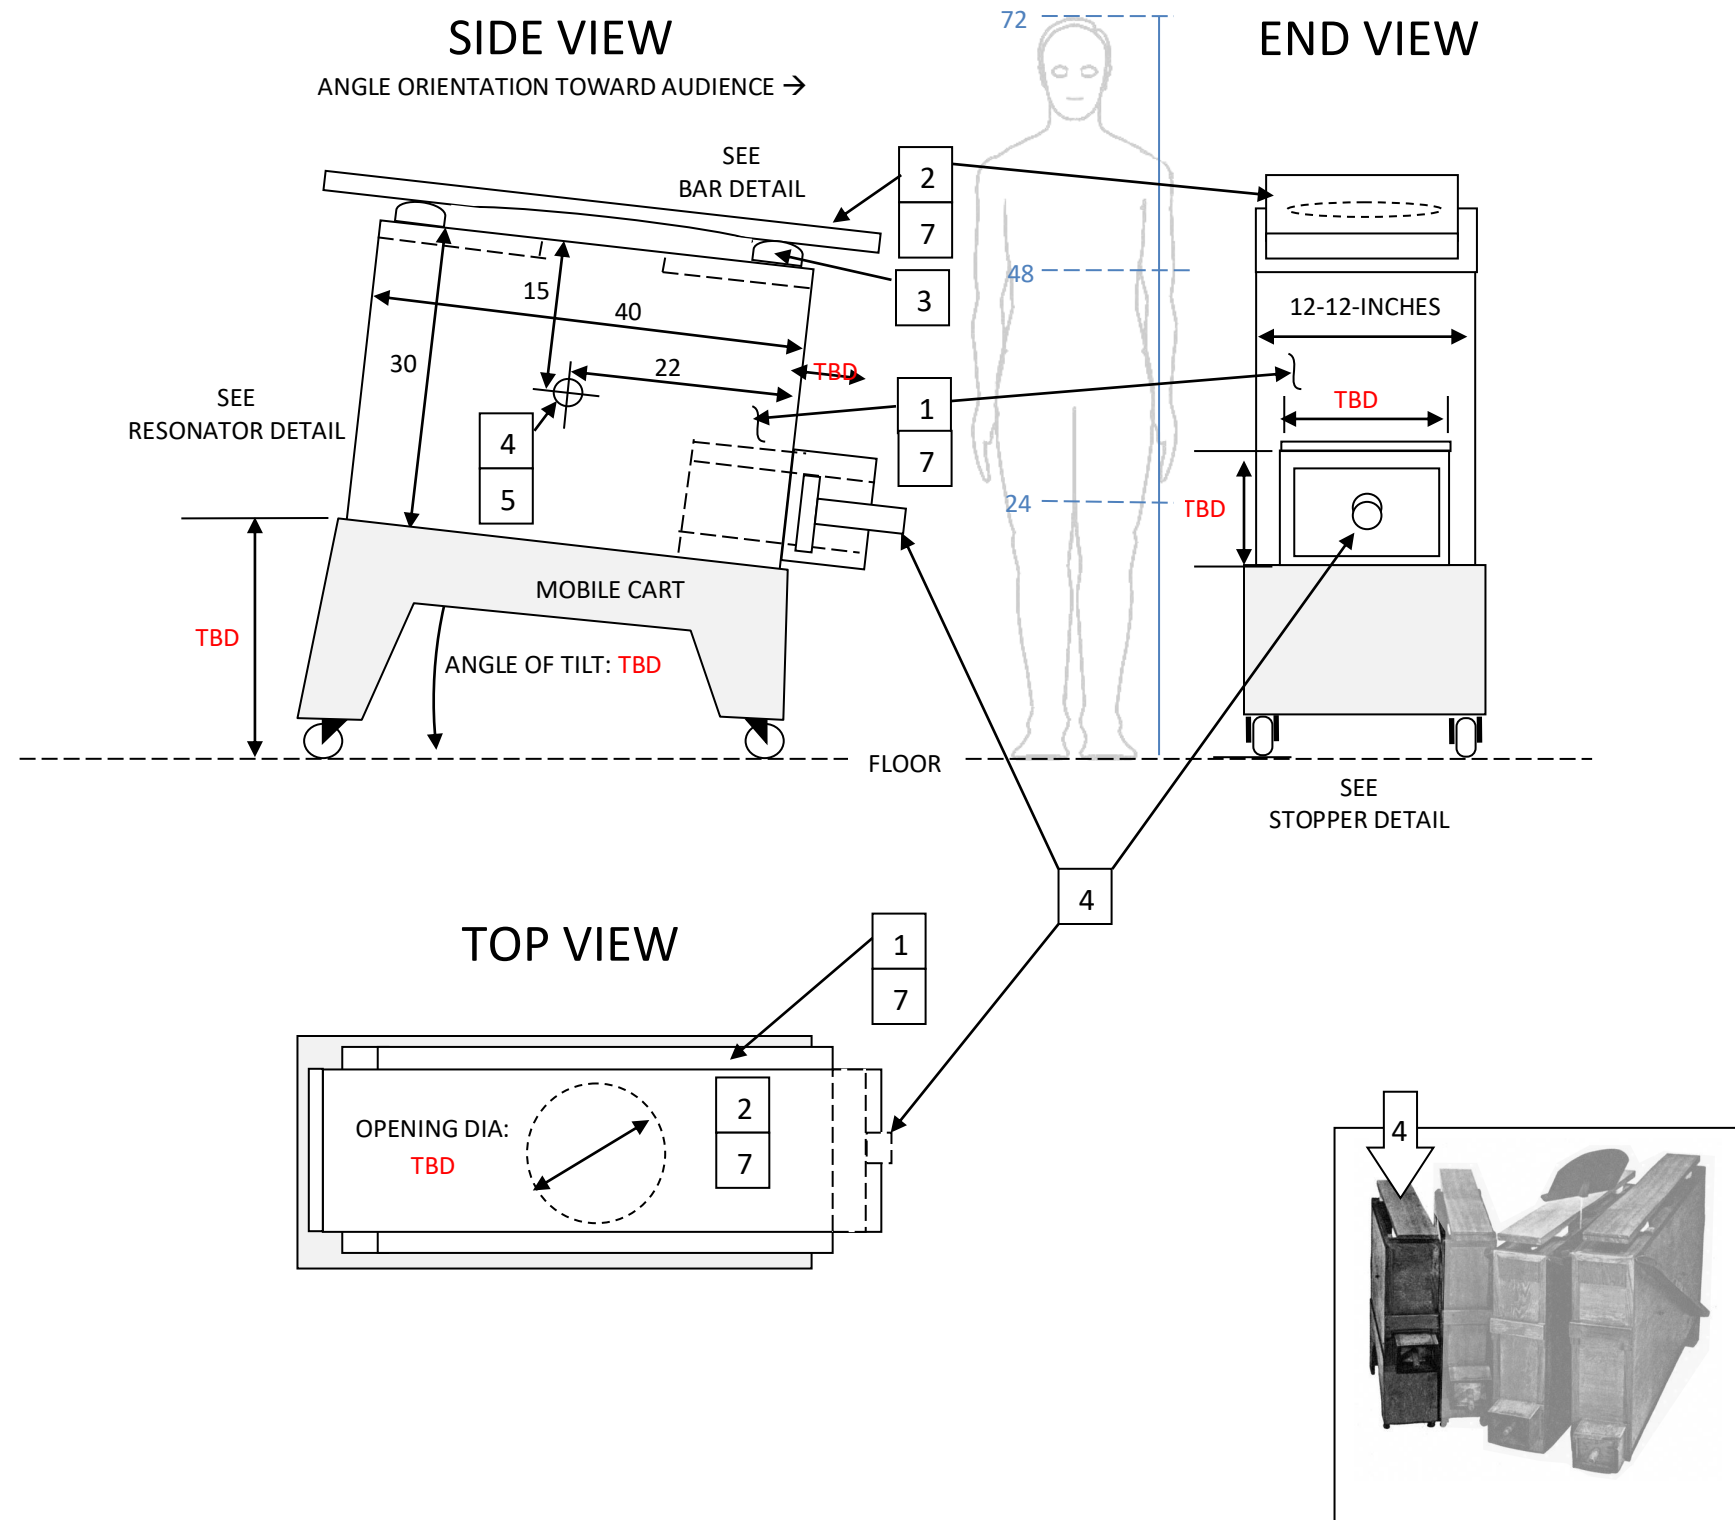 SIDE VIEW
ANGLE ORIENTATION TOWARD AUDIENCE →
72
END VIEW
SEE
BAR DETAIL
2
7
48
3
15
40
12-12-INCHES
30
22
TBD
SEE
RESONATOR DETAIL
1
7
TBD
4
5
24
TBD
MOBILE CART
TBD
ANGLE OF TILT: TBD
FLOOR
SEE
STOPPER DETAIL
4
TOP VIEW
1
7
2
7
OPENING DIA:
TBD
4